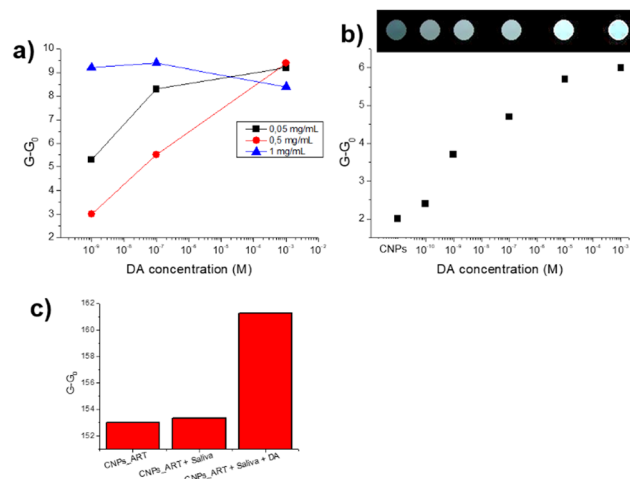 a)
G-G0
10
9
8
7
6
5
4
3
2
0,05 mg/mL
0,5 mg/mL
1 mg/mL
10-9 10-8 10-7 10-6 10-5 10-4 10-3 10-2
DA concentration (M)
b)
G-G0
6
5
4
3
2
CNPs 10-10 10-9 10-8 10-7 10-6 10-5 10-4 10-3
DA concentration (M)
c)
G-G0
162
160
158
156
154
152
CNPs_ART
CNPs_ART + Saliva
CNPs_ART + Saliva + DA